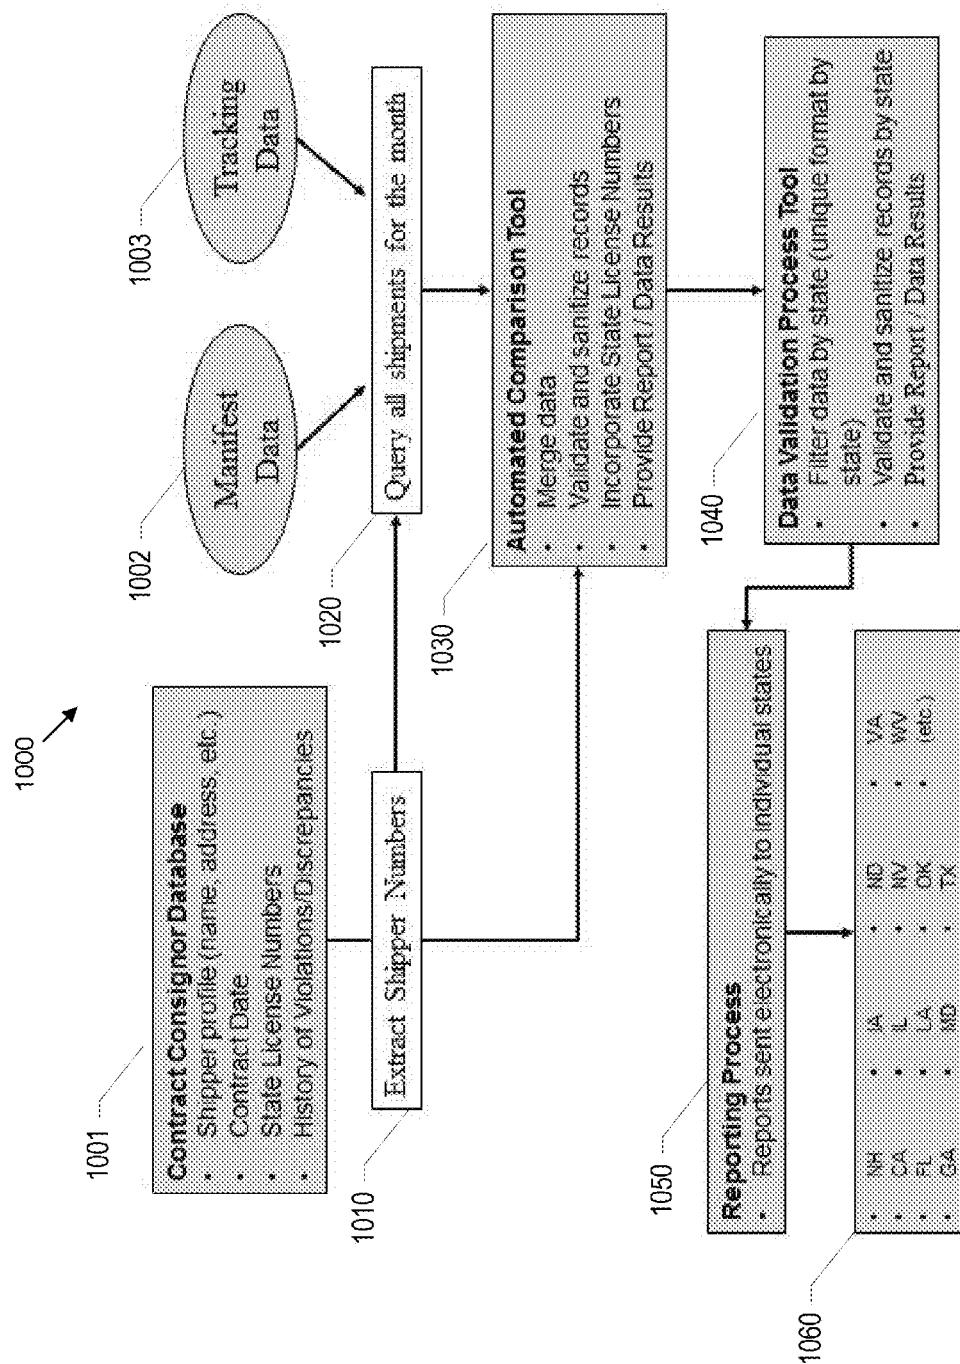 1000
1001
Contract Consignor Database
• Shipper profile (name, address, etc.)
• Contract Date
• State License Numbers
• History of Violations/Discrepancies
1002
Manifest
Data
1003
Tracking
Data
1010
Extract Shipper Numbers
1020
Query all shipments for the month
1030
Automated Comparison Tool
• Merge data
• Validate and sanitize records
• Incorporate State License Numbers
• Provide Report / Data Results
1040
Data Validation Process Tool
• Filter data by state (unique format by
state)
• Validate and sanitize records by state
• Provide Report / Data Results
1050
Reporting Process
• Reports sent electronically to individual states
1060
• NH • IA • ND • VA
• CA • IL • NV • WV
• FL • LA • OK • (etc.)
• GA • MD • TX